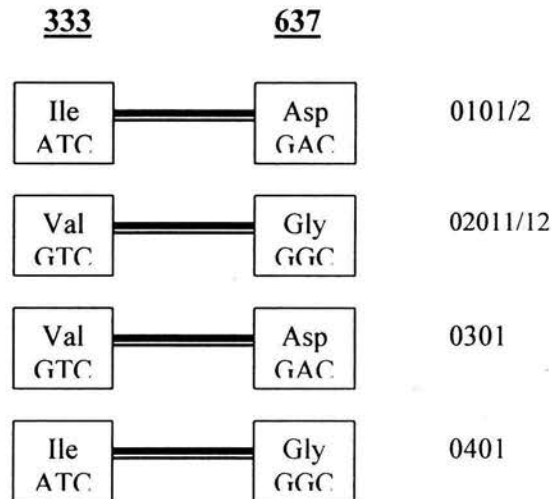 333 637
Ile Asp 0101/2
ATC GAC
Val Gly 02011/12
GTC GGC
Val Asp 0301
GTC GAC
Ile Gly 0401
ATC GGC